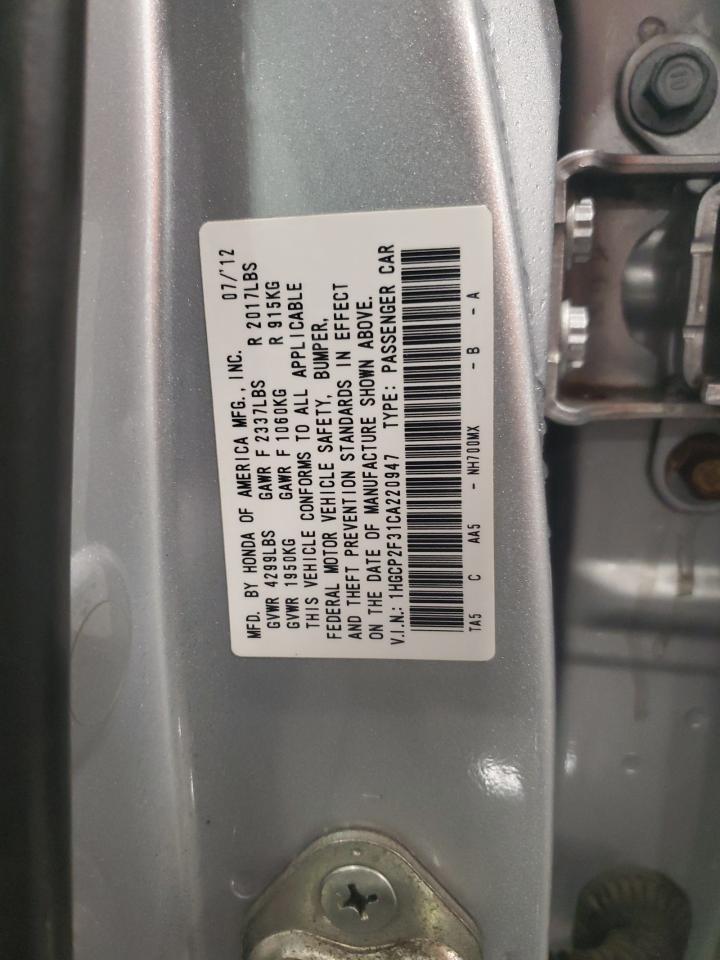 MFD. BY HONDA OF AMERICA MFG., INC. 07/'12
GVWR 4299LBS GAWR F 2337LBS R 2017LBS
GVWR 1950KG GAWR F 1060KG R 915KG
THIS VEHICLE CONFORMS TO ALL APPLICABLE
FEDERAL MOTOR VEHICLE SAFETY, BUMPER,
AND THEFT PREVENTION STANDARDS IN EFFECT
ON THE DATE OF MANUFACTURE SHOWN ABOVE.
V.I.N.: 1HGCP2F31CA220947 TYPE: PASSENGER CAR
TA5 C AA5 - NH700MX - B - A